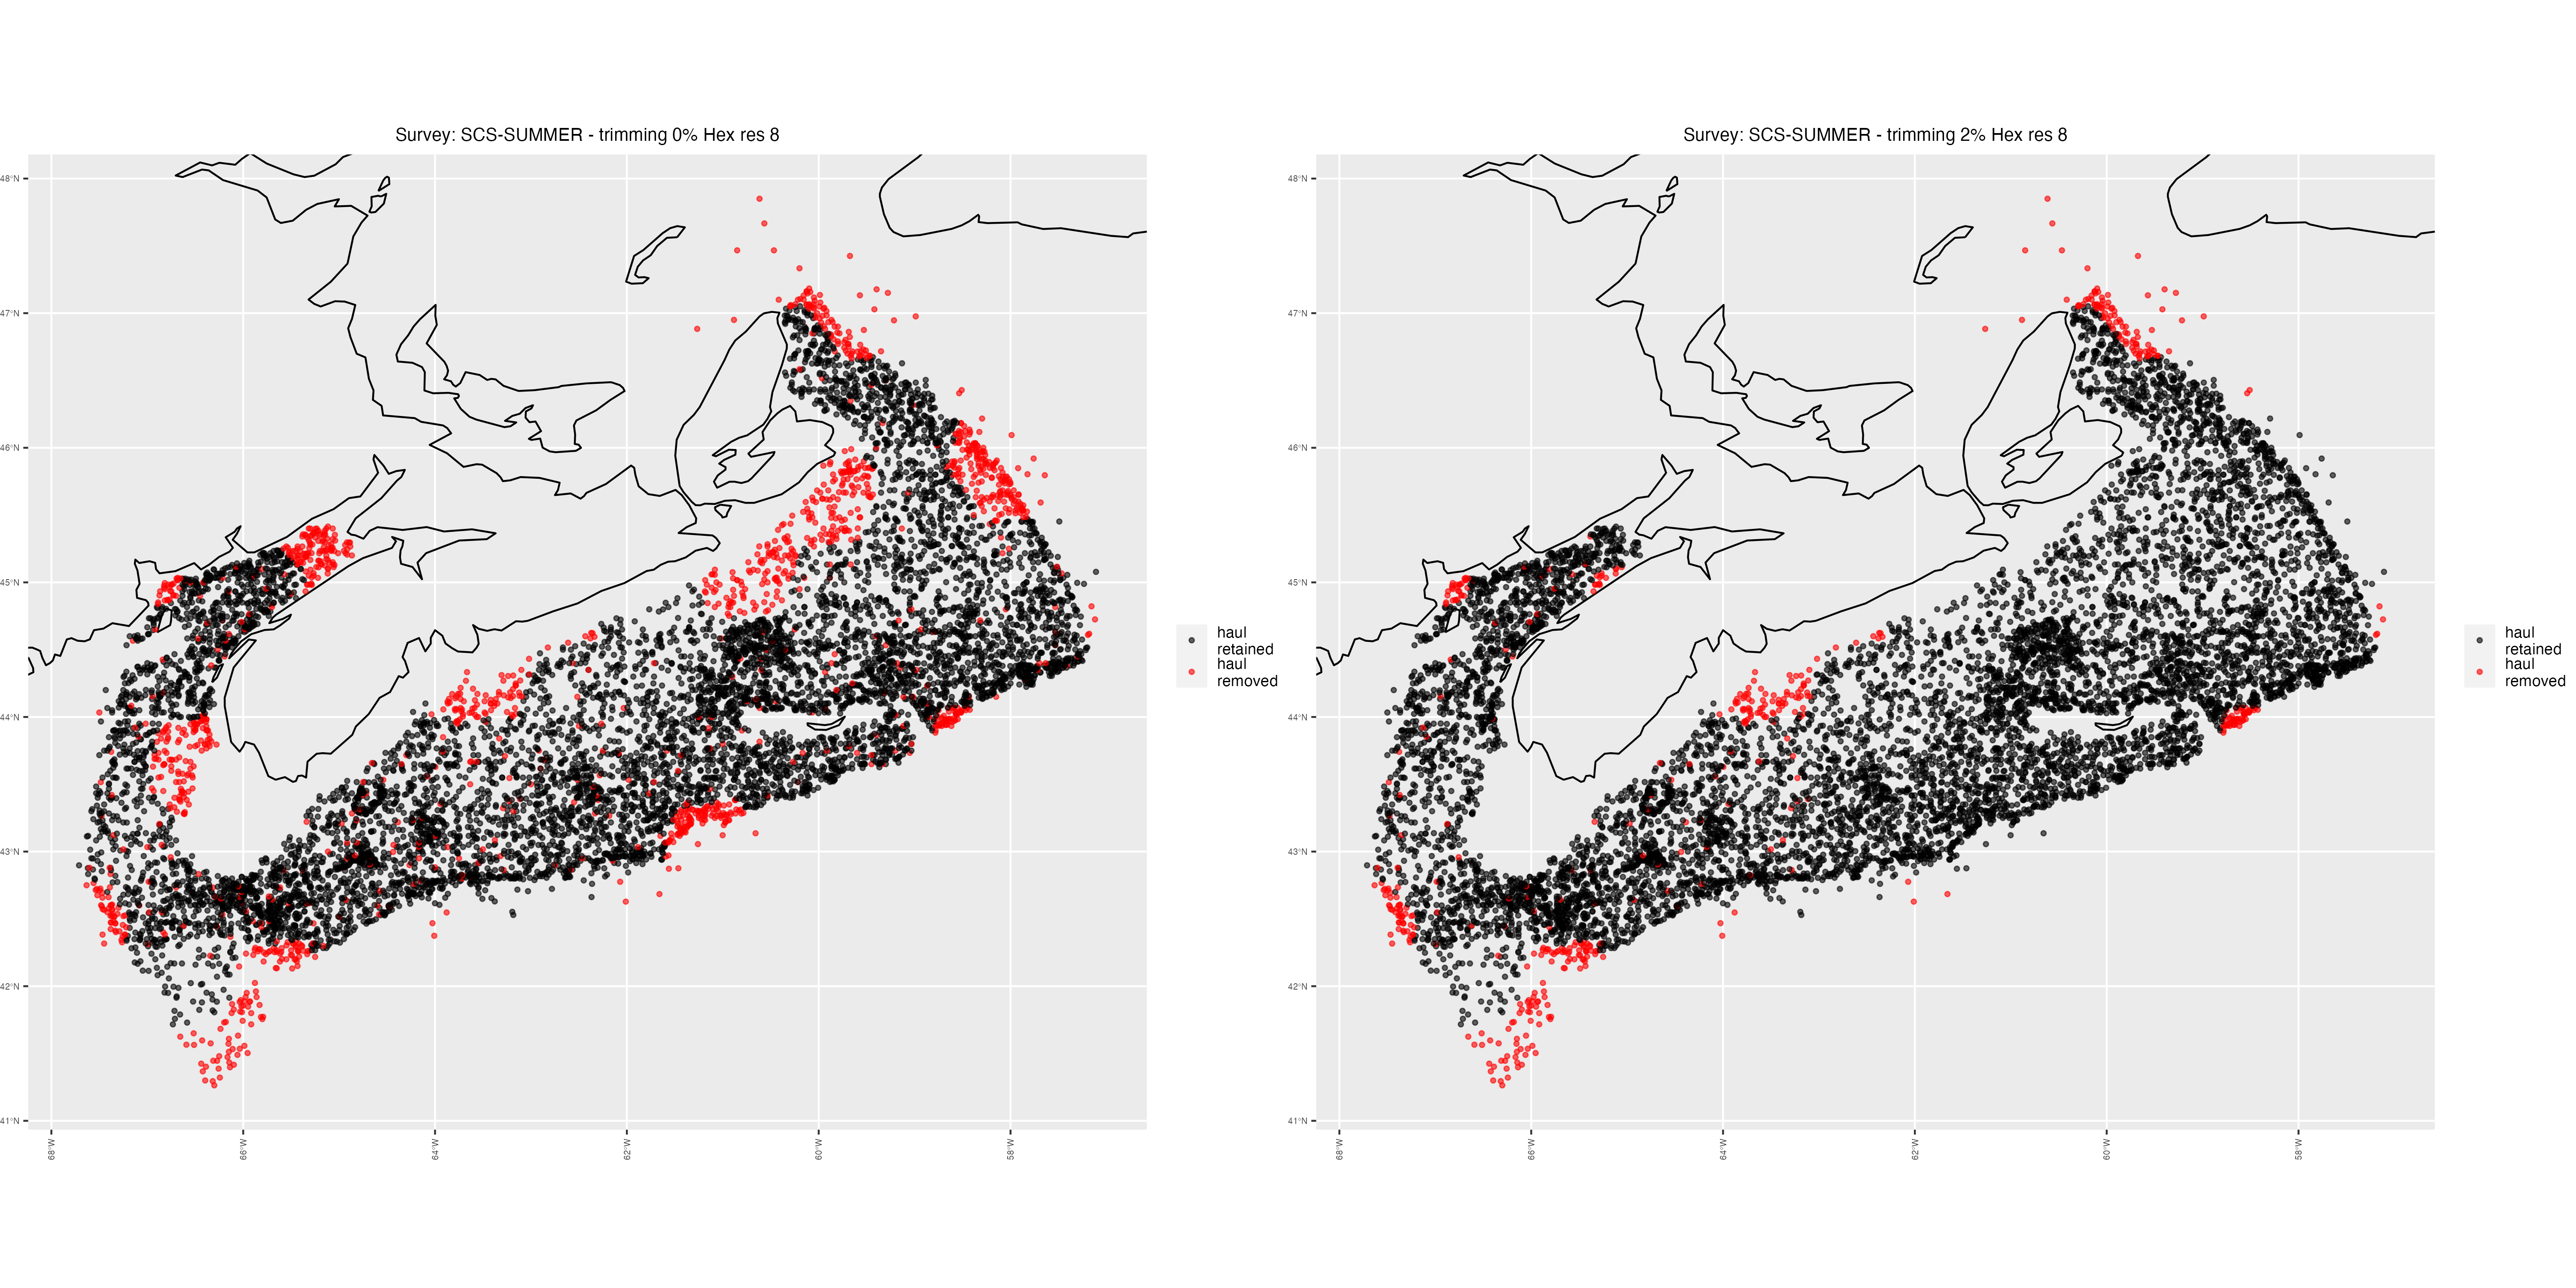 Survey: SCS-SUMMER - trimming 0% Hex res 8
48°N
47°N
46°N
45°N
44°N
43°N
42°N
41°N
68°W
66°W
64°W
62°W
60°W
58°W
haul
retained
haul
removed
Survey: SCS-SUMMER - trimming 2% Hex res 8
48°N
47°N
46°N
45°N
44°N
43°N
42°N
41°N
68°W
66°W
64°W
62°W
60°W
58°W
haul
retained
haul
removed